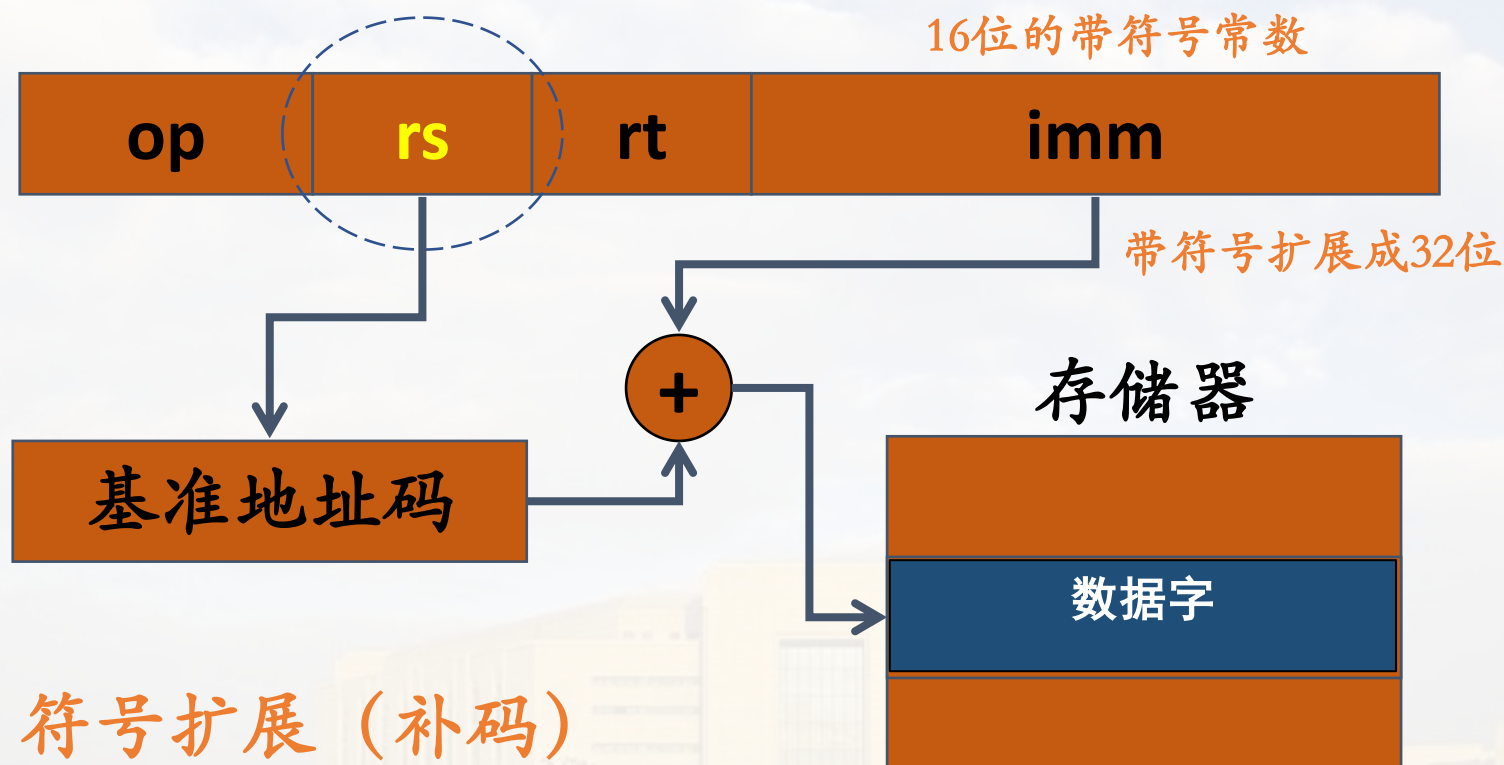 16位的带符号常数
op rs rt imm
带符号扩展成32位
+
存储器
基准地址码
数据字
符号扩展（补码）